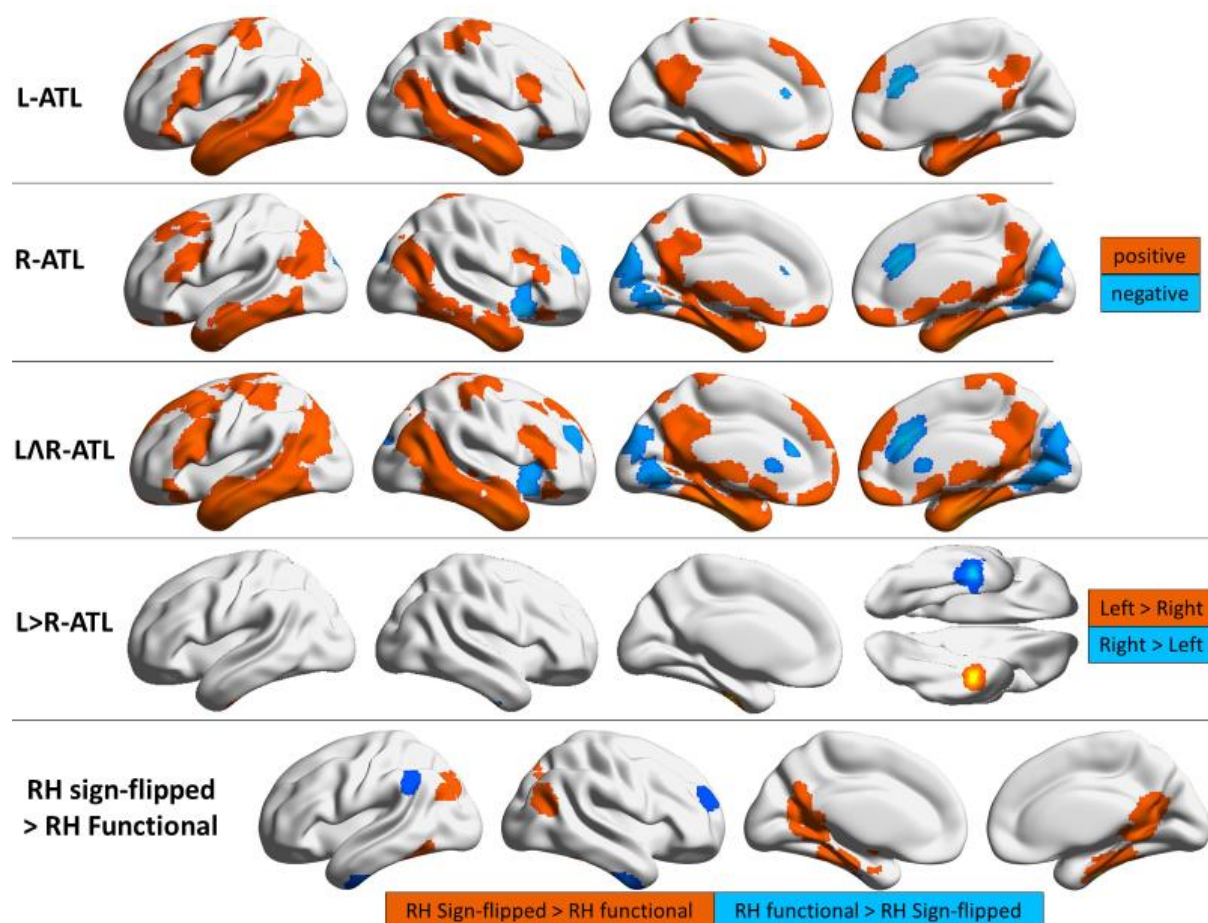 L-ATL
R-ATL
positive
negative
LΛR-ATL
L>R-ATL
Left > Right
Right > Left
RH sign-flipped
> RH Functional
RH Sign-flipped > RH functional
RH functional > RH Sign-flipped